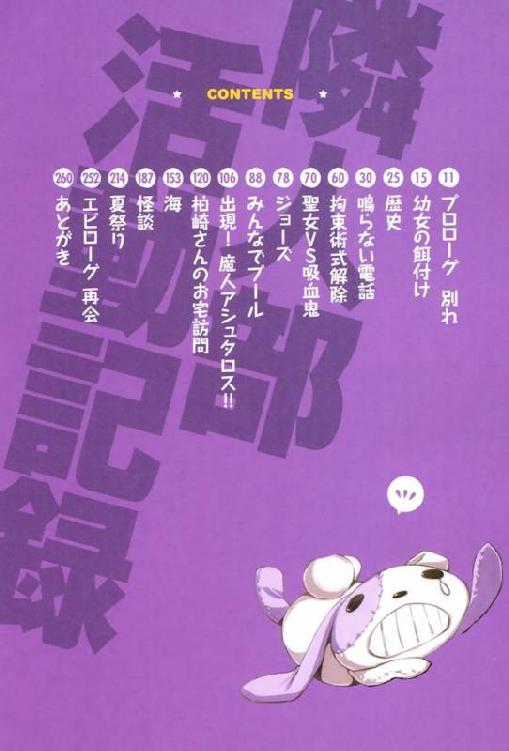 隣人部
活動記録
★ CONTENTS ★
11 プロローグ 別れ
15 幼女の餌付け
25 歴史
30 鳴らない電話
60 拘束術式解除
70 聖女VS吸血鬼
78 ジョーズ
88 みんなでプール
106 出現! 魔人アシュタロス!!
120 柏崎さんのお宅訪問
153 海
187 怪談
214 夏祭り
252 エピローグ 再会
260 あとがき